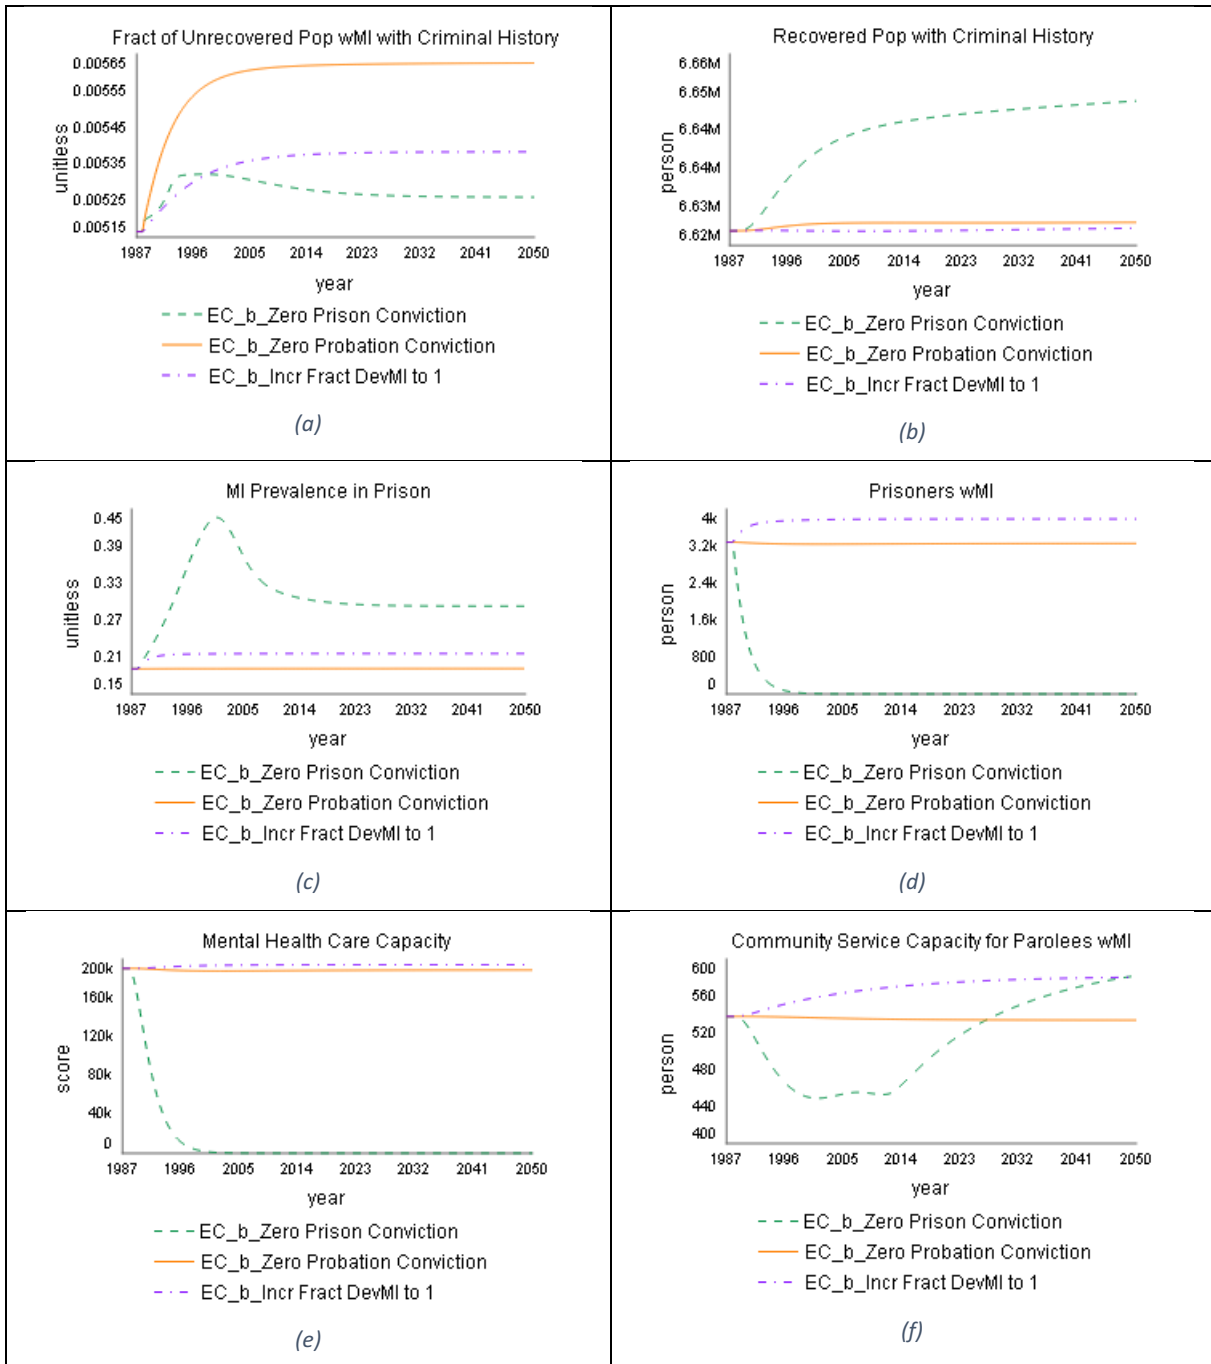 Fract of Unrecovered Pop wMI with Criminal History
0.00565
0.00555
0.00545
0.00535
0.00525
0.00515
unitless
1987 1996 2005 2014 2023 2032 2041 2050
year
EC_b_Zero Prison Conviction
EC_b_Zero Probation Conviction
EC_b_Incr Fract DevMI to 1
(a)
Recovered Pop with Criminal History
6.66M
6.65M
6.64M
6.64M
6.63M
6.62M
person
1987 1996 2005 2014 2023 2032 2041 2050
year
EC_b_Zero Prison Conviction
EC_b_Zero Probation Conviction
EC_b_Incr Fract DevMI to 1
(b)
MI Prevalence in Prison
0.45
0.39
0.33
0.27
0.21
0.15
unitless
1987 1996 2005 2014 2023 2032 2041 2050
year
EC_b_Zero Prison Conviction
EC_b_Zero Probation Conviction
EC_b_Incr Fract DevMI to 1
(c)
Prisoners wMI
4k
3.2k
2.4k
1.6k
800
0
person
1987 1996 2005 2014 2023 2032 2041 2050
year
EC_b_Zero Prison Conviction
EC_b_Zero Probation Conviction
EC_b_Incr Fract DevMI to 1
(d)
Mental Health Care Capacity
200k
160k
120k
80k
40k
0
score
1987 1996 2005 2014 2023 2032 2041 2050
year
EC_b_Zero Prison Conviction
EC_b_Zero Probation Conviction
EC_b_Incr Fract DevMI to 1
(e)
Community Service Capacity for Parolees wMI
600
560
520
480
440
400
person
1987 1996 2005 2014 2023 2032 2041 2050
year
EC_b_Zero Prison Conviction
EC_b_Zero Probation Conviction
EC_b_Incr Fract DevMI to 1
(f)